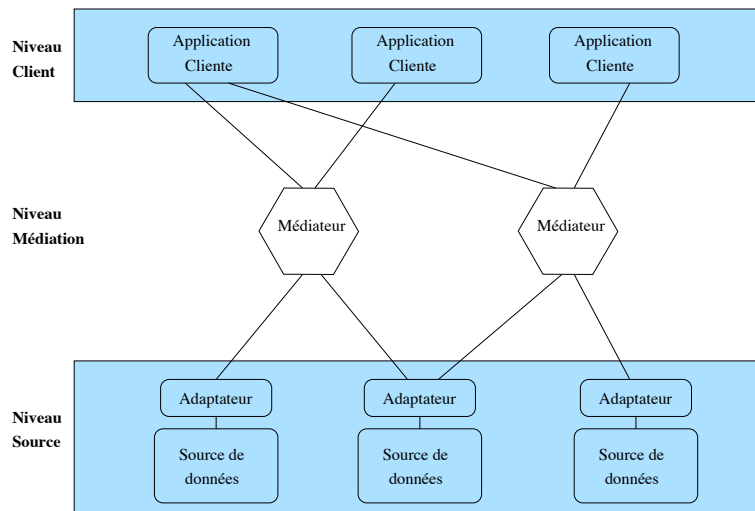 Niveau
Client
Application
Cliente
Application
Cliente
Application
Cliente
Niveau
Médiation
Médiateur
Médiateur
Niveau
Source
Adaptateur
Adaptateur
Adaptateur
Source de
données
Source de
données
Source de
données